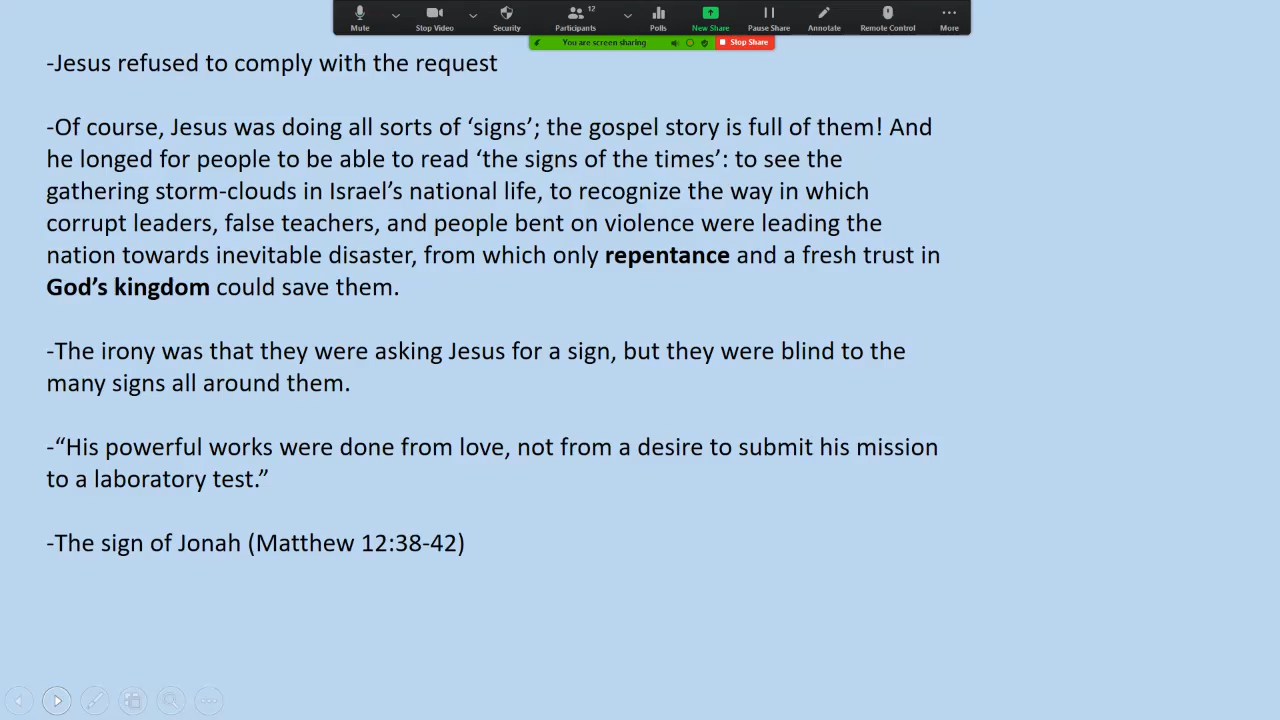 12
Mute
Stop Video
Security
Participants
Polls
New Share
Pause Share
Annotate
Remote Control
More
You are screen sharing
Stop Share
-Jesus refused to comply with the request
-Of course, Jesus was doing all sorts of ‘signs’; the gospel story is full of them! And
he longed for people to be able to read ‘the signs of the times’: to see the
gathering storm-clouds in Israel’s national life, to recognize the way in which
corrupt leaders, false teachers, and people bent on violence were leading the
nation towards inevitable disaster, from which only repentance and a fresh trust in
God’s kingdom could save them.
-The irony was that they were asking Jesus for a sign, but they were blind to the
many signs all around them.
-“His powerful works were done from love, not from a desire to submit his mission
to a laboratory test.”
-The sign of Jonah (Matthew 12:38-42)